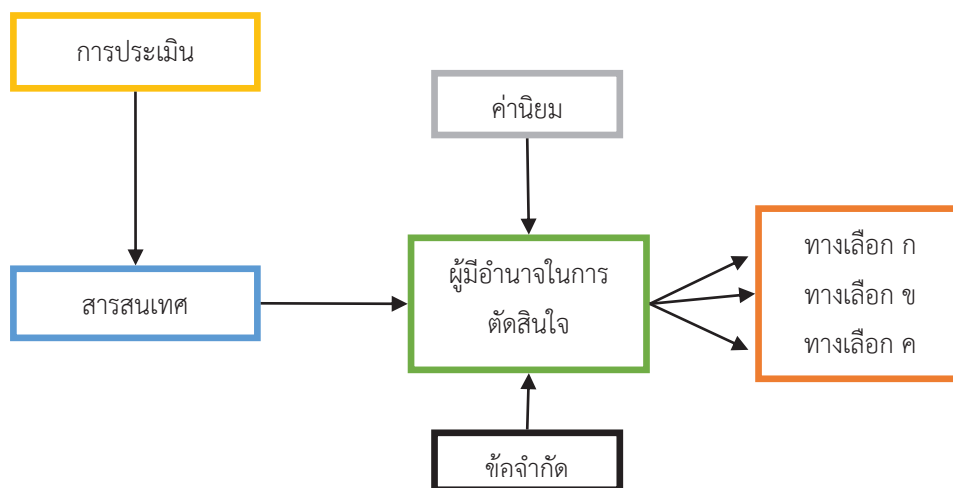 การประเมิน
ค่านิยม
สารสนเทศ
ผู้มีอำนาจในการ
ตัดสินใจ
ทางเลือก ก
ทางเลือก ข
ทางเลือก ค
ข้อจำกัด